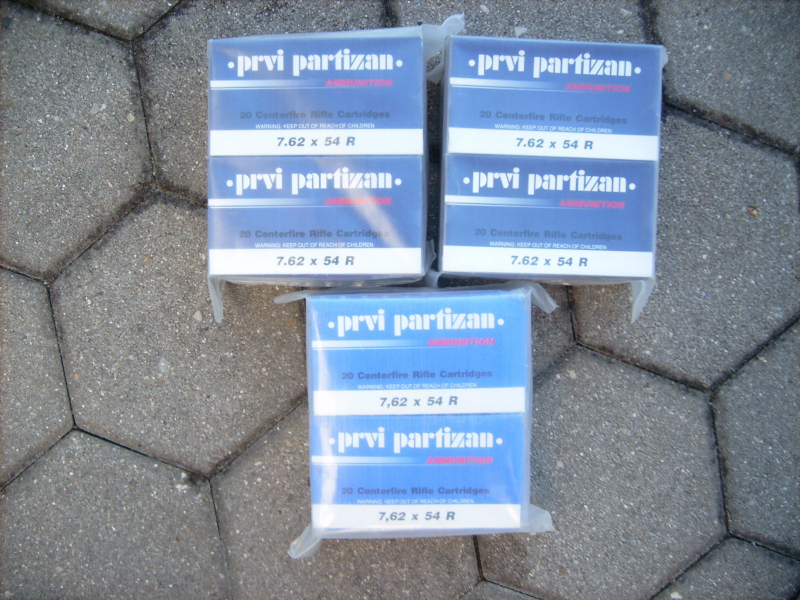 ·prvi partizan·
AMMUNITION
20 Centerfire Rifle Cartridges
WARNING: KEEP OUT OF REACH OF CHILDREN
7.62 x 54 R
·prvi partizan·
AMMUNITION
20 Centerfire Rifle Cartridges
WARNING: KEEP OUT OF REACH OF CHILDREN
7.62 x 54 R
·prvi partizan·
AMMUNITION
20 Centerfire Rifle Cartridges
WARNING: KEEP OUT OF REACH OF CHILDREN
7.62 x 54 R
·prvi partizan·
AMMUNITION
20 Centerfire Rifle Cartridges
WARNING: KEEP OUT OF REACH OF CHILDREN
7.62 x 54 R
·prvi partizan·
AMMUNITION
20 Centerfire Rifle Cartridges
WARNING: KEEP OUT OF REACH OF CHILDREN
7,62 x 54 R
·prvi partizan·
AMMUNITION
20 Centerfire Rifle Cartridges
WARNING: KEEP OUT OF REACH OF CHILDREN
7,62 x 54 R